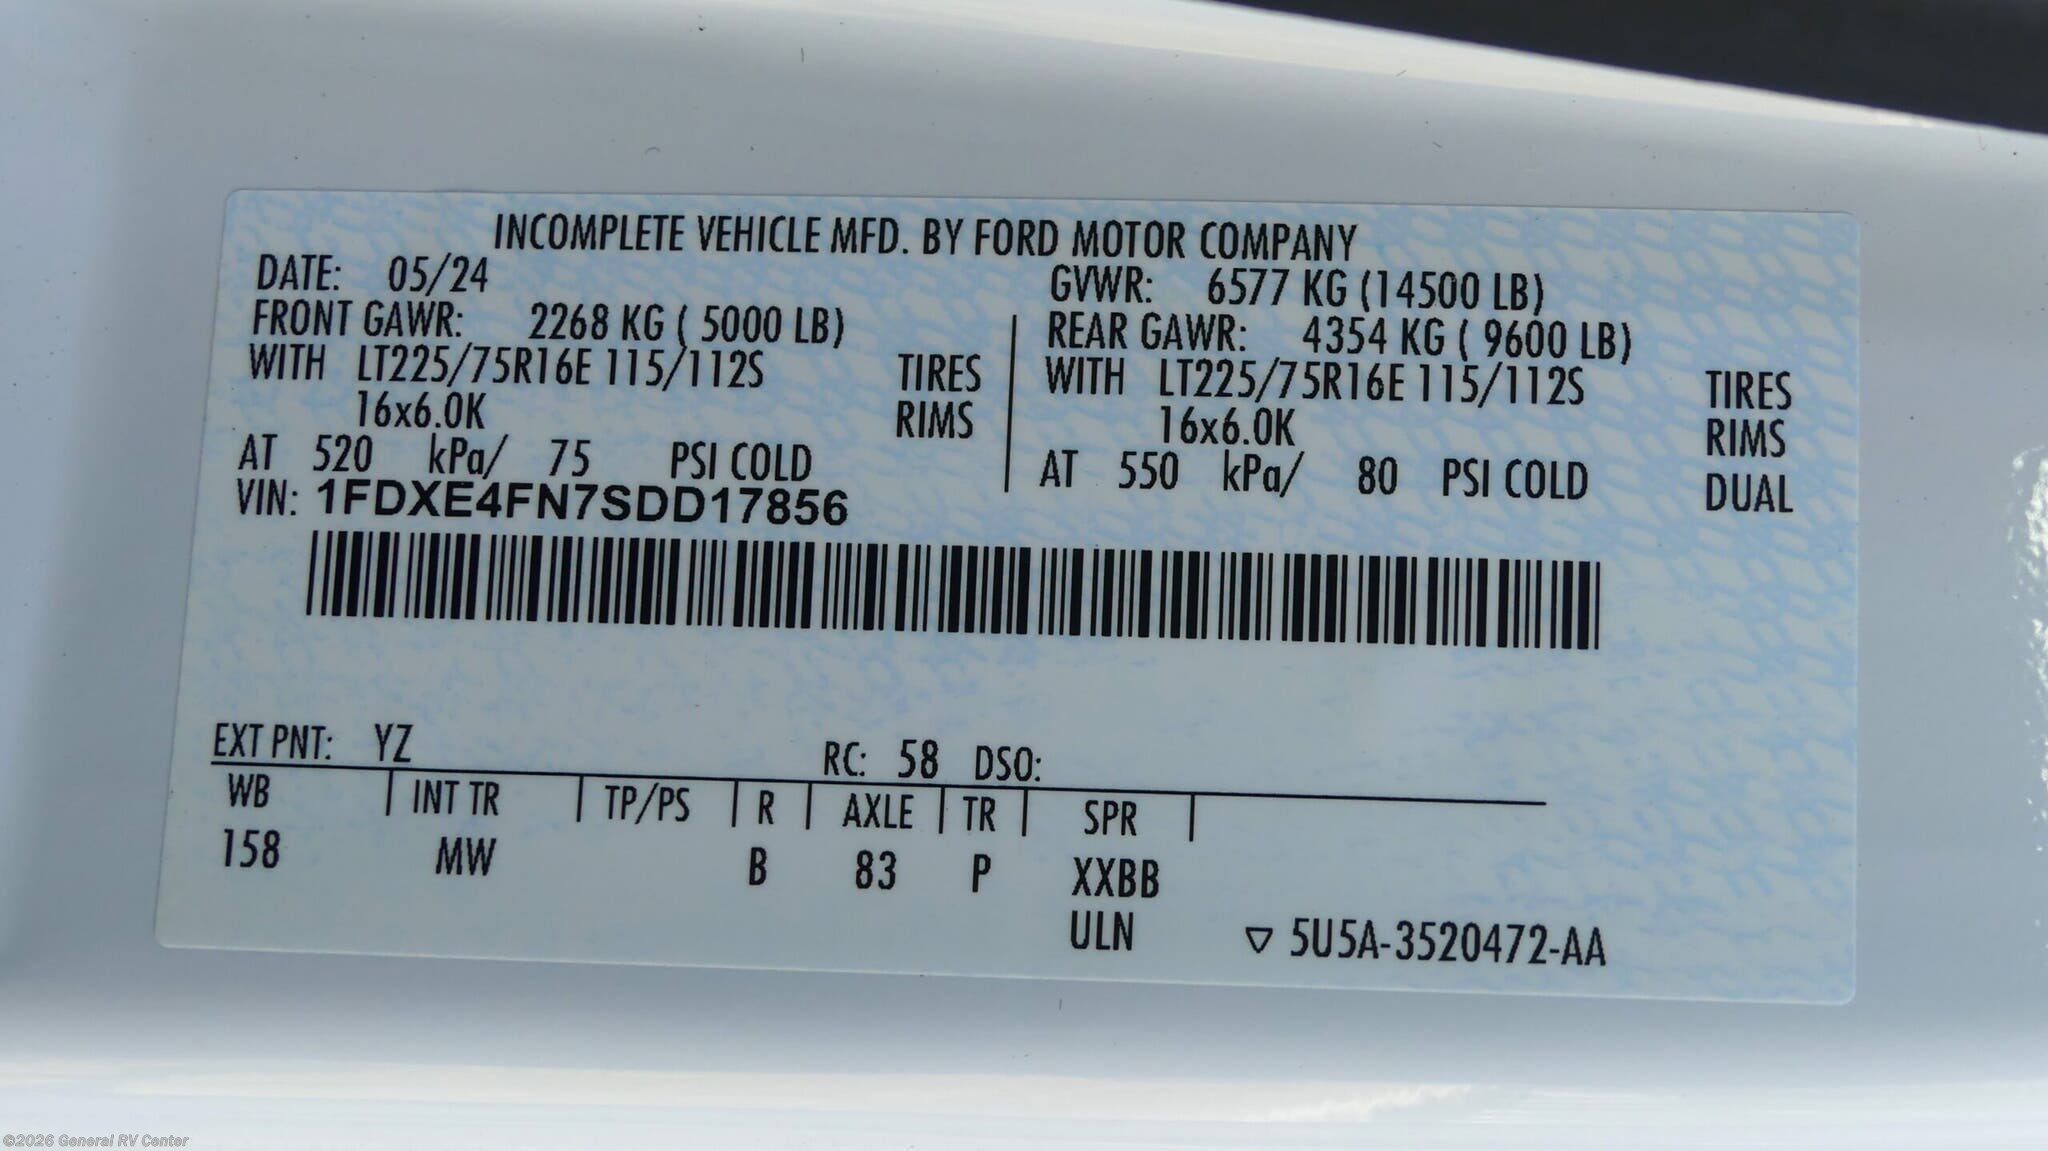 INCOMPLETE VEHICLE MFD. BY FORD MOTOR COMPANY
DATE: 05/24 GVWR: 6577 KG (14500 LB)
FRONT GAWR: 2268 KG ( 5000 LB) REAR GAWR: 4354 KG ( 9600 LB)
WITH LT225/75R16E 115/112S TIRES WITH LT225/75R16E 115/112S TIRES
16x6.0K RIMS 16x6.0K RIMS
AT 520 kPa/ 75 PSI COLD AT 550 kPa/ 80 PSI COLD DUAL
VIN: 1FDXE4FN7SDD17856
EXT PNT: YZ RC: 58 DSO:
WB INT TR TP/PS R AXLE TR SPR
158 MW B 83 P XXBB
ULN ▽ 5U5A-3520472-AA
©2026 General RV Center